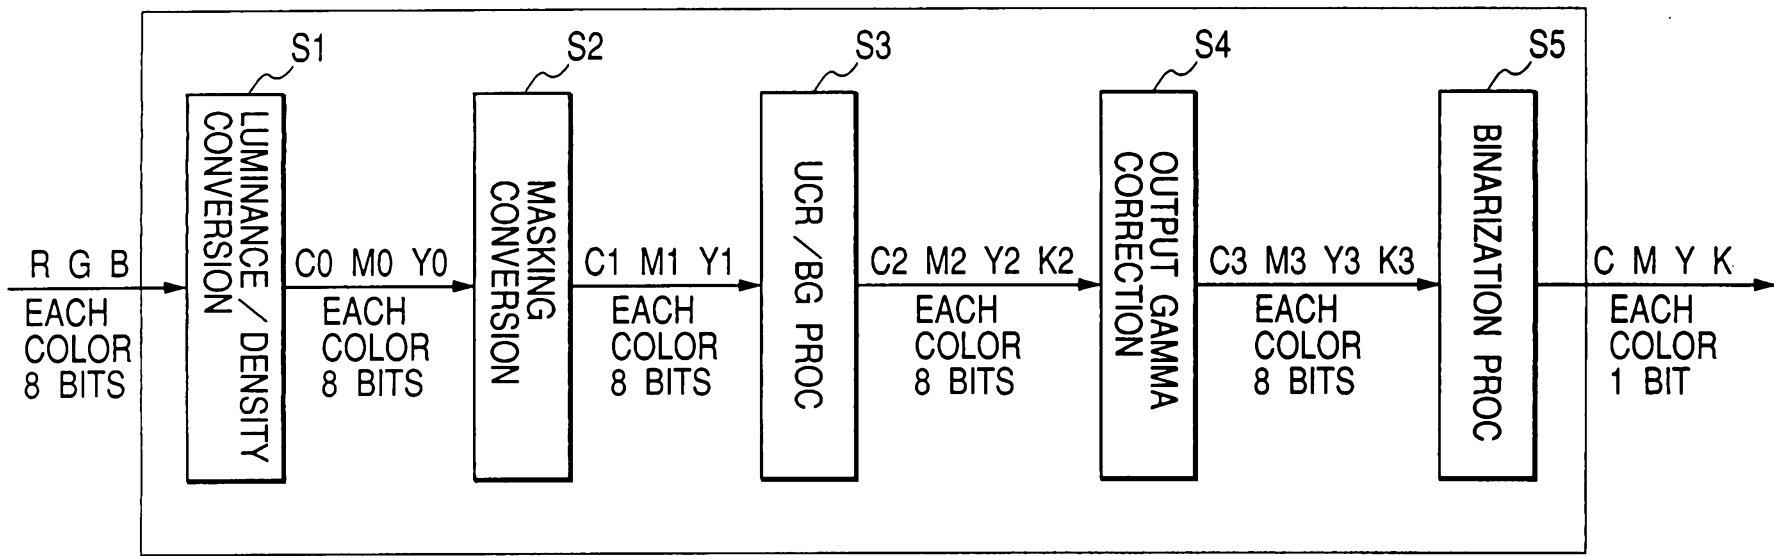 S1
S2
S3
S4
S5
R G B
EACH
COLOR
8 BITS
LUMINANCE / DENSITY
CONVERSION
C0 M0 Y0
EACH
COLOR
8 BITS
MASKING
CONVERSION
C1 M1 Y1
EACH
COLOR
8 BITS
UCR /BG PROC
C2 M2 Y2 K2
EACH
COLOR
8 BITS
OUTPUT GAMMA
CORRECTION
C3 M3 Y3 K3
EACH
COLOR
8 BITS
BINARIZATION PROC
C M Y K
EACH
COLOR
1 BIT